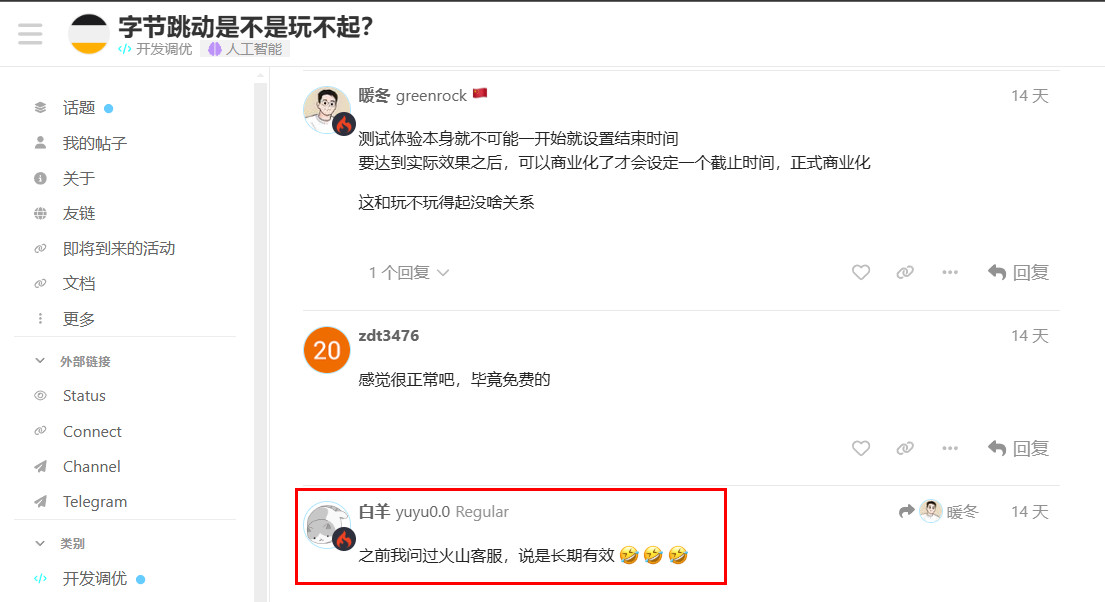 字节跳动是不是玩不起？
开发调优 人工智能
话题
我的帖子
关于
友链
即将到来的活动
文档
更多
外部链接
Status
Connect
Channel
Telegram
类别
开发调优
暖冬 greenrock 14 天
测试体验本身就不可能一开始就设置结束时间
要达到实际效果之后，可以商业化了才会设定一个截止时间，正式商业化
这和玩不玩得起没啥关系
1 个回复 回复
20 zdt3476 14 天
感觉很正常吧，毕竟免费的
回复
白羊 yuyu0.0 Regular 暖冬 14 天
之前我问过火山客服，说是长期有效 🤣 🤣 🤣